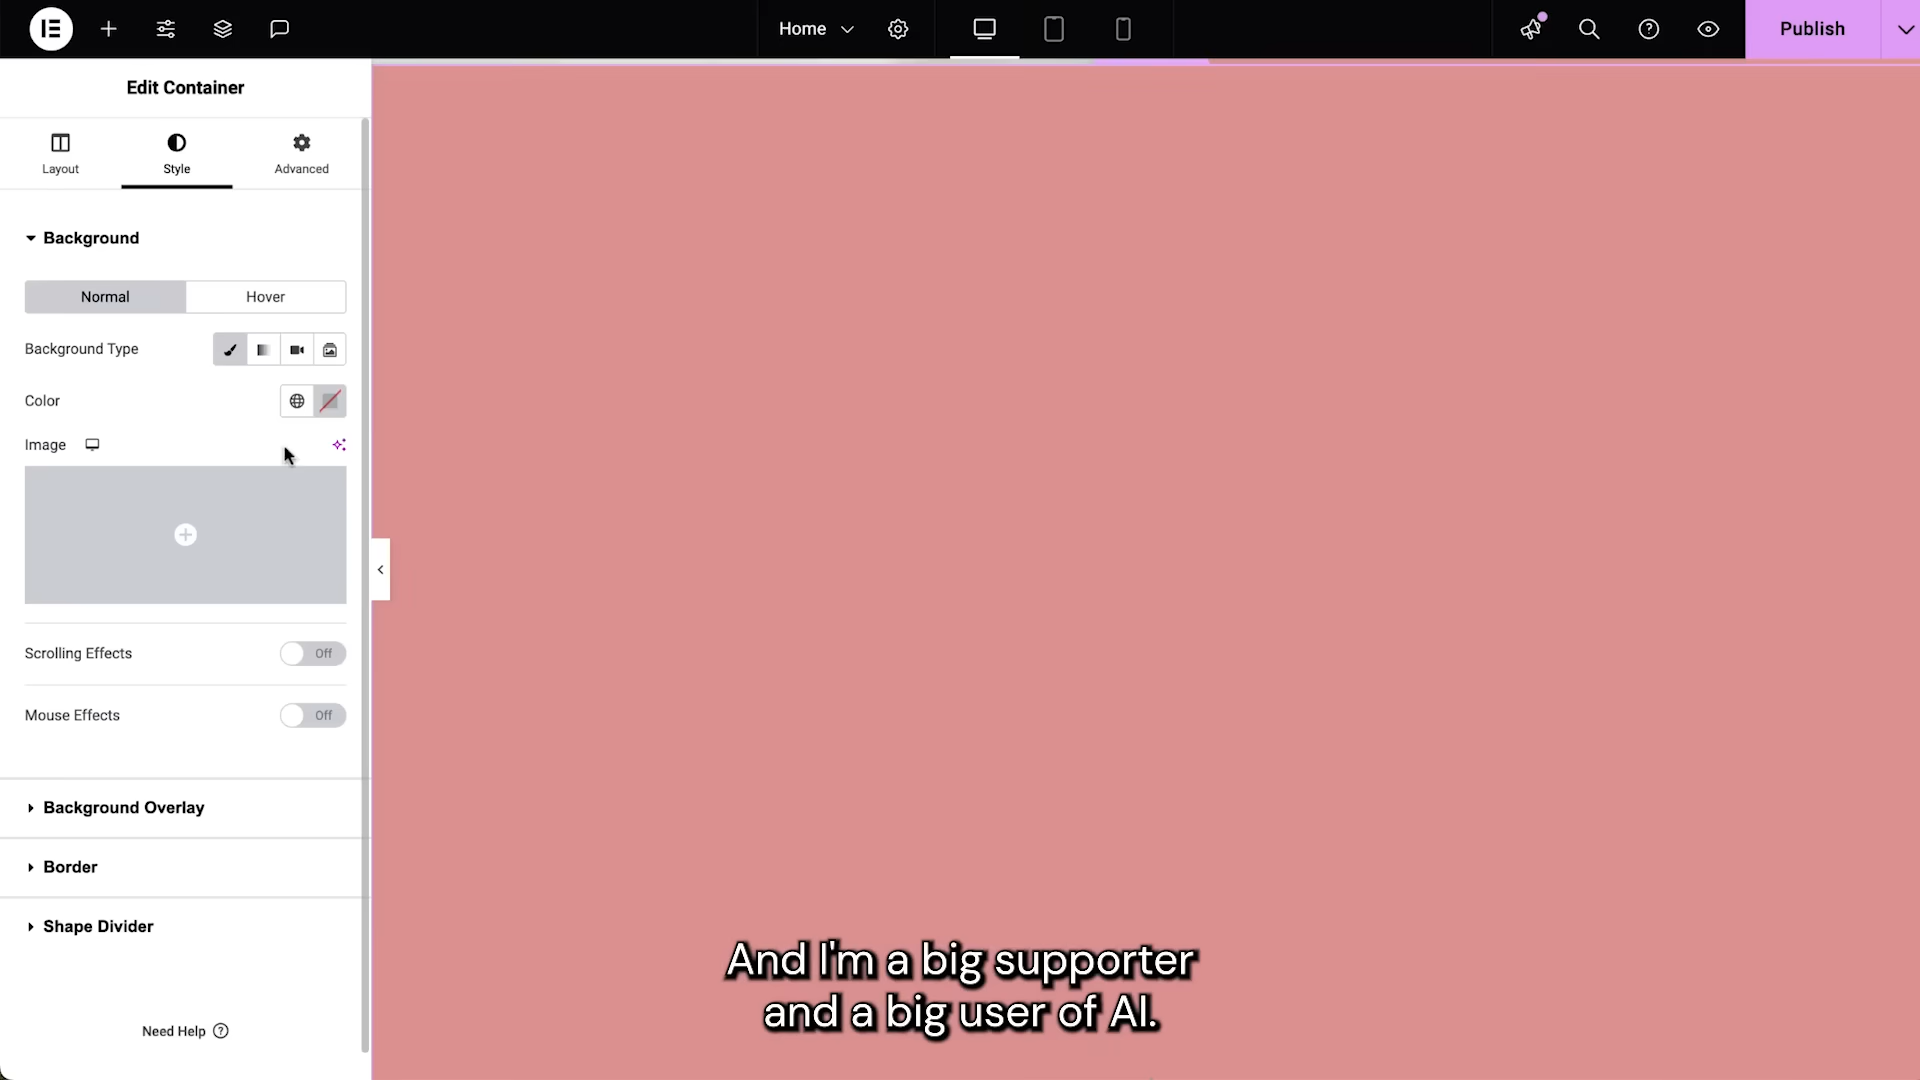 Home
Publish
Edit Container
Layout
Style
Advanced
Background
Normal
Hover
Background Type
Color
Image
Scrolling Effects
Off
Mouse Effects
Off
Background Overlay
Border
Shape Divider
Need Help
And I'm a big supporter
and a big user of AI.